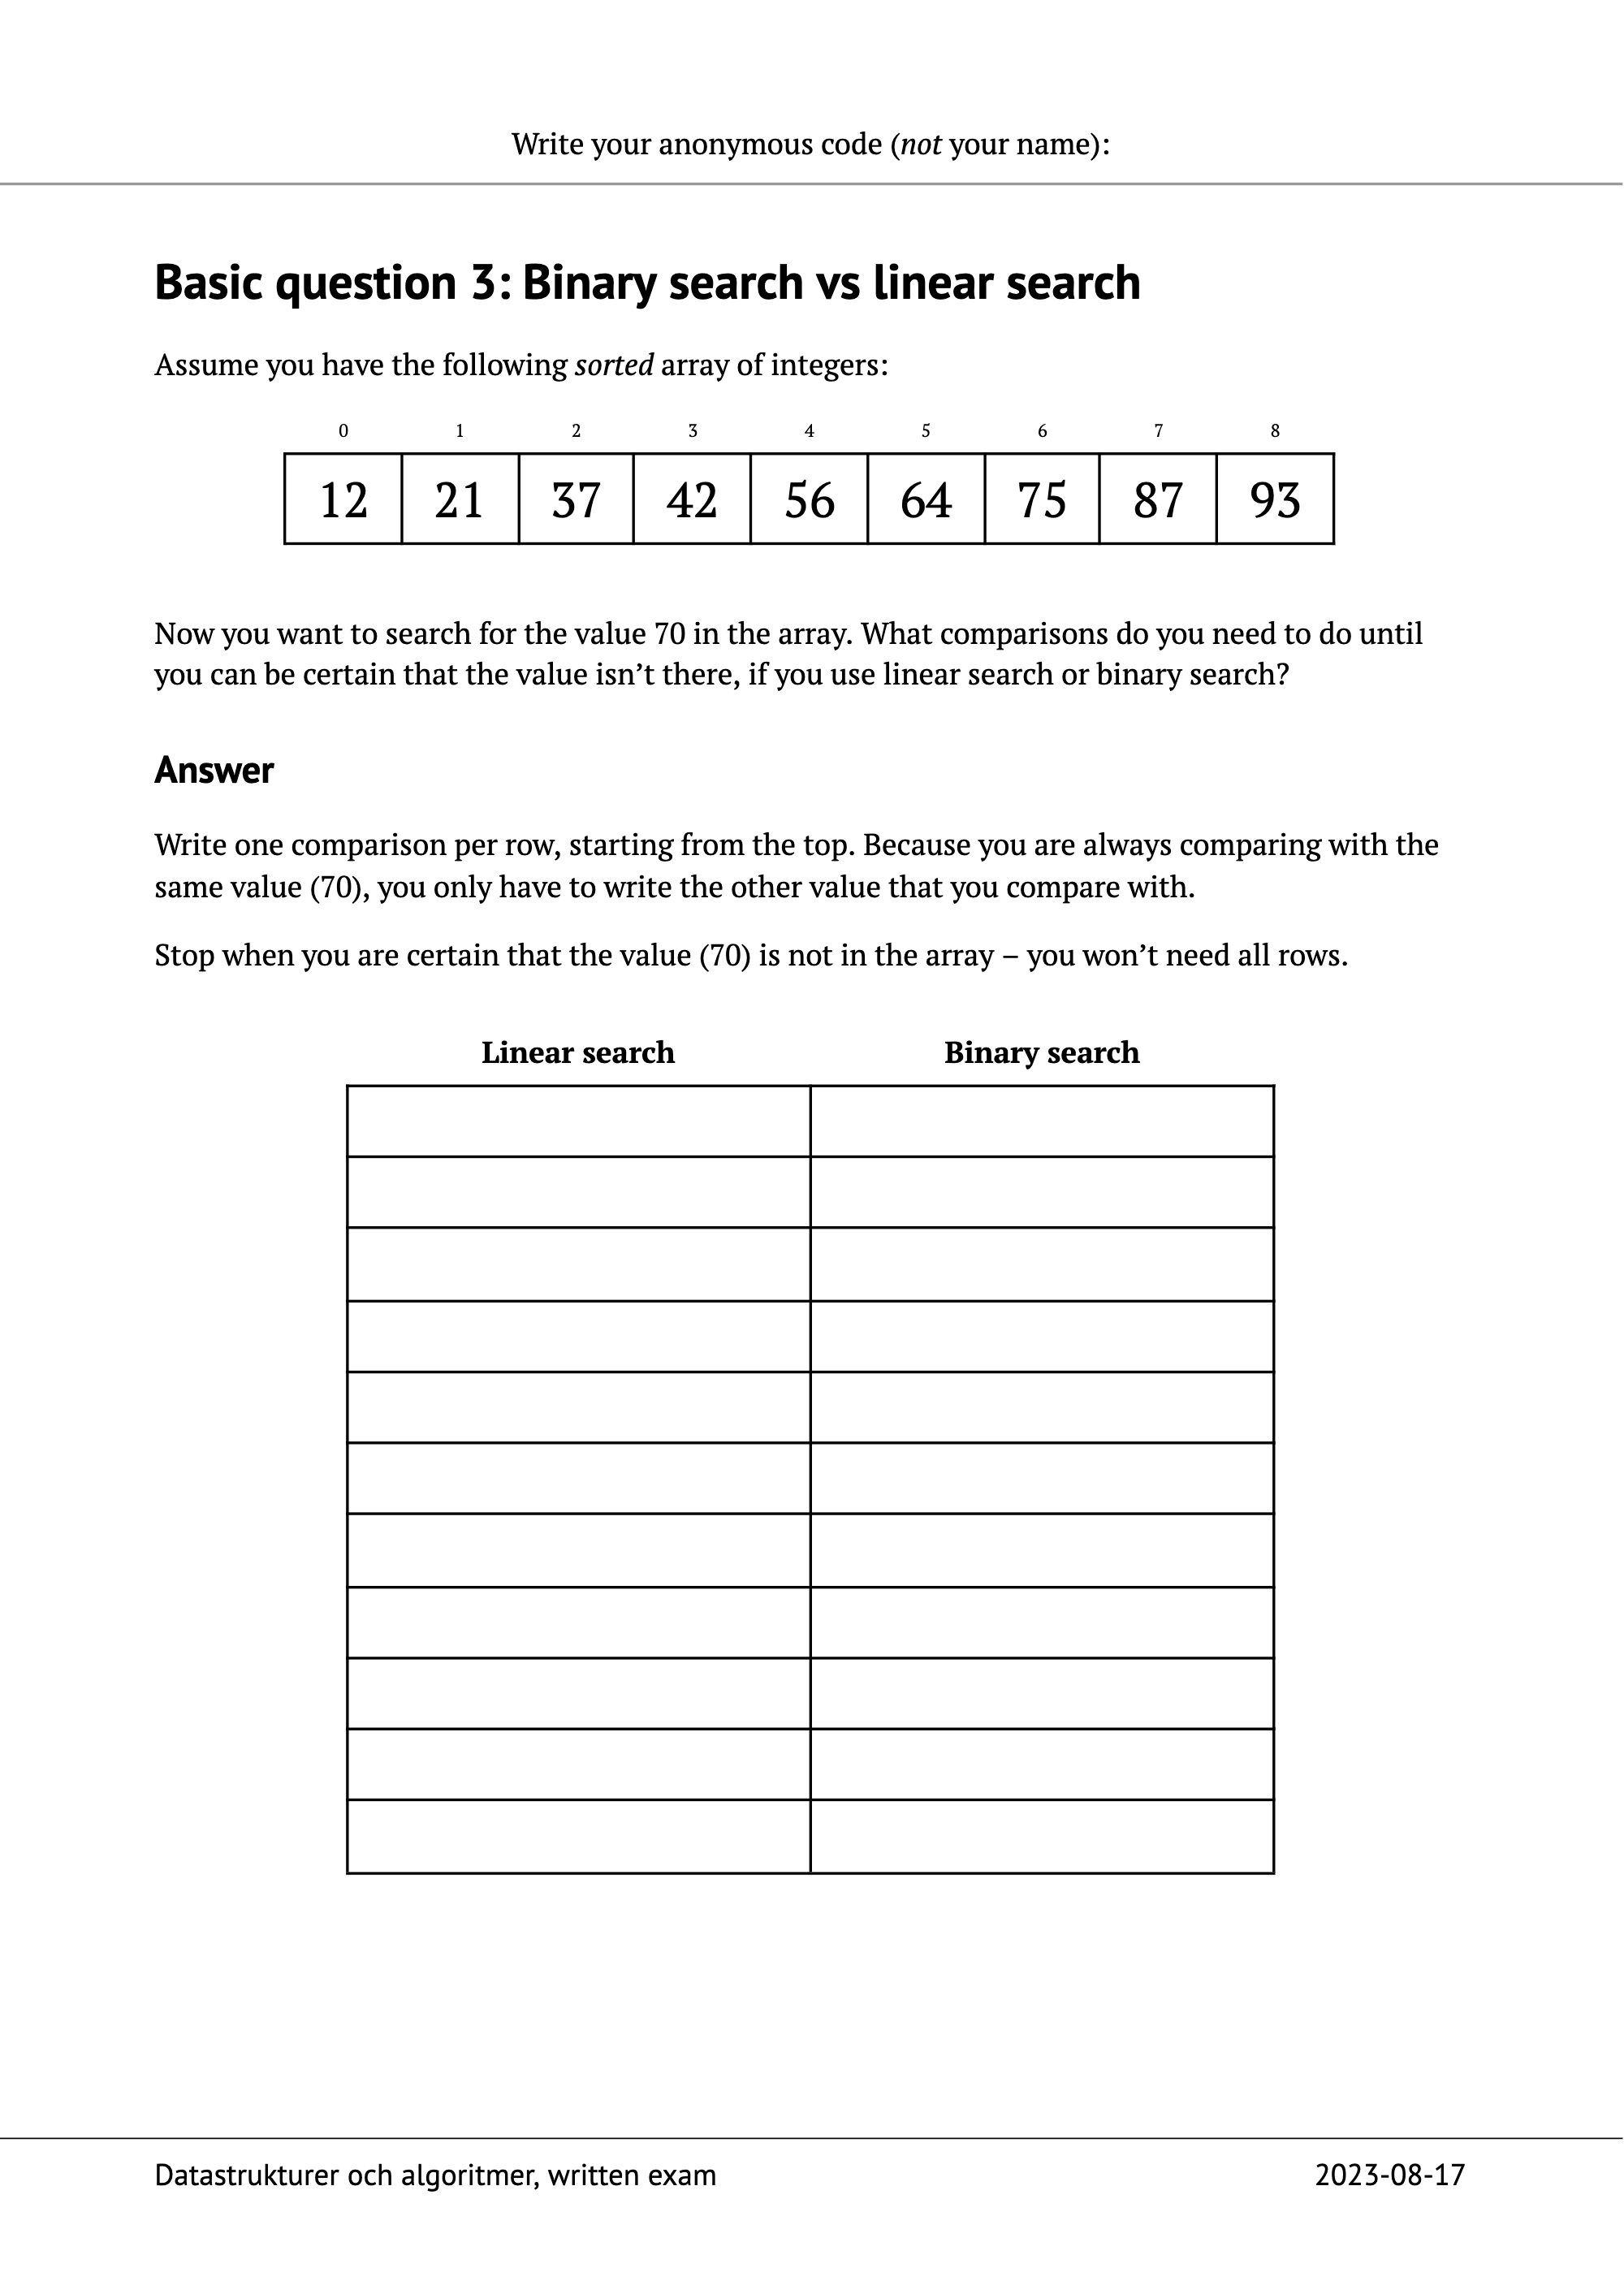 Write your anonymous code (not your name):
Basic question 3: Binary search vs linear search
Assume you have the following sorted array of integers:
0 1 2 3 4 5 6 7 8
12 21 37 42 56 64 75 87 93
Now you want to search for the value 70 in the array. What comparisons do you need to do until
you can be certain that the value isn’t there, if you use linear search or binary search?
Answer
Write one comparison per row, starting from the top. Because you are always comparing with the
same value (70), you only have to write the other value that you compare with.
Stop when you are certain that the value (70) is not in the array – you won’t need all rows.
Linear search Binary search
Datastrukturer och algoritmer, written exam 2023-08-17